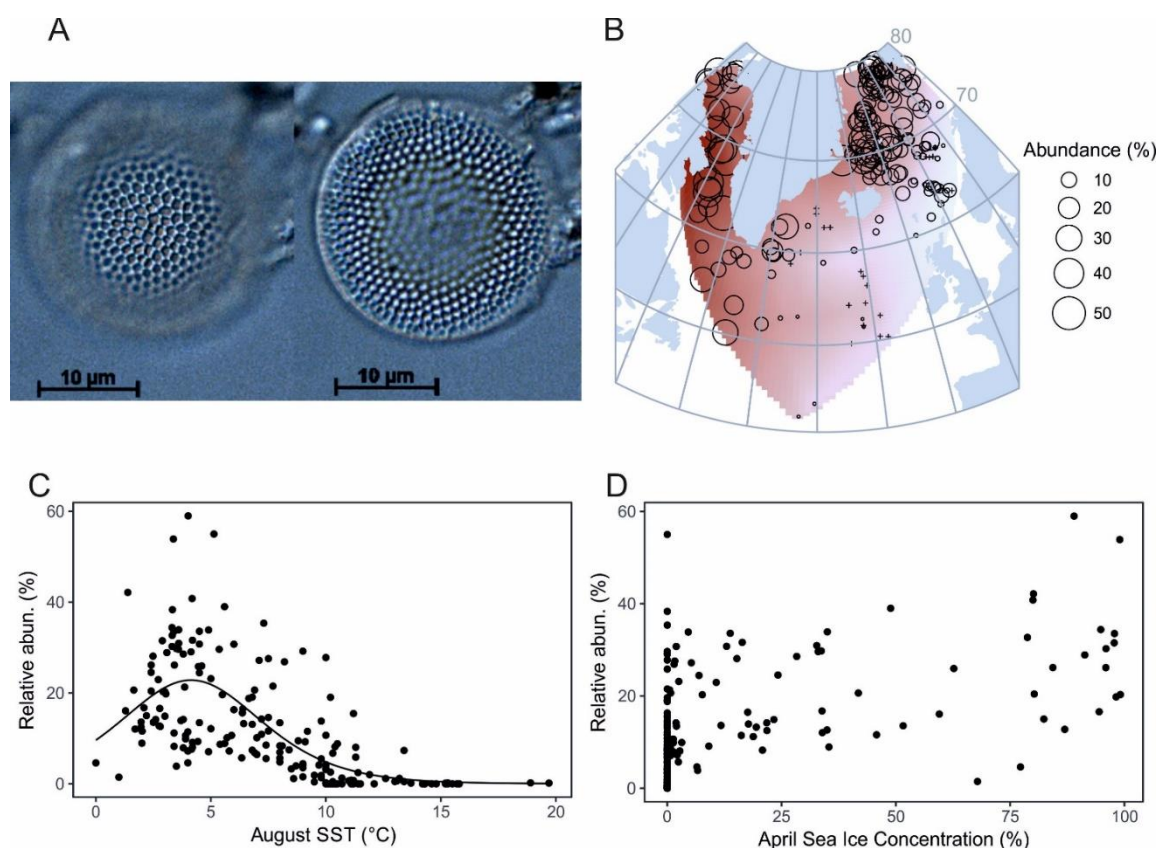 A
10 µm
10 µm
B
80
70
Abundance (%)
10
20
30
40
50
C
60
40
20
0
Relative abun. (%)
0
5
10
15
20
August SST (°C)
D
60
40
20
0
Relative abun. (%)
0
25
50
75
100
April Sea Ice Concentration (%)